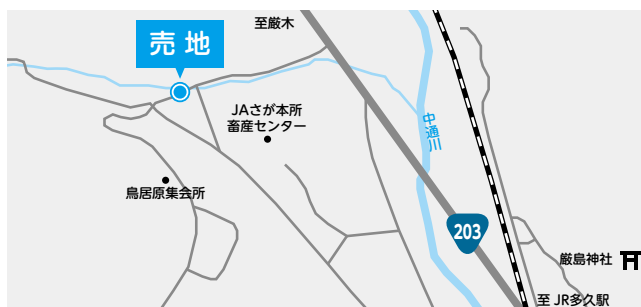 至厳木
売地
JAさが本所
畜産センター
中通川
鳥居原集会所
203
厳島神社
至 JR多久駅